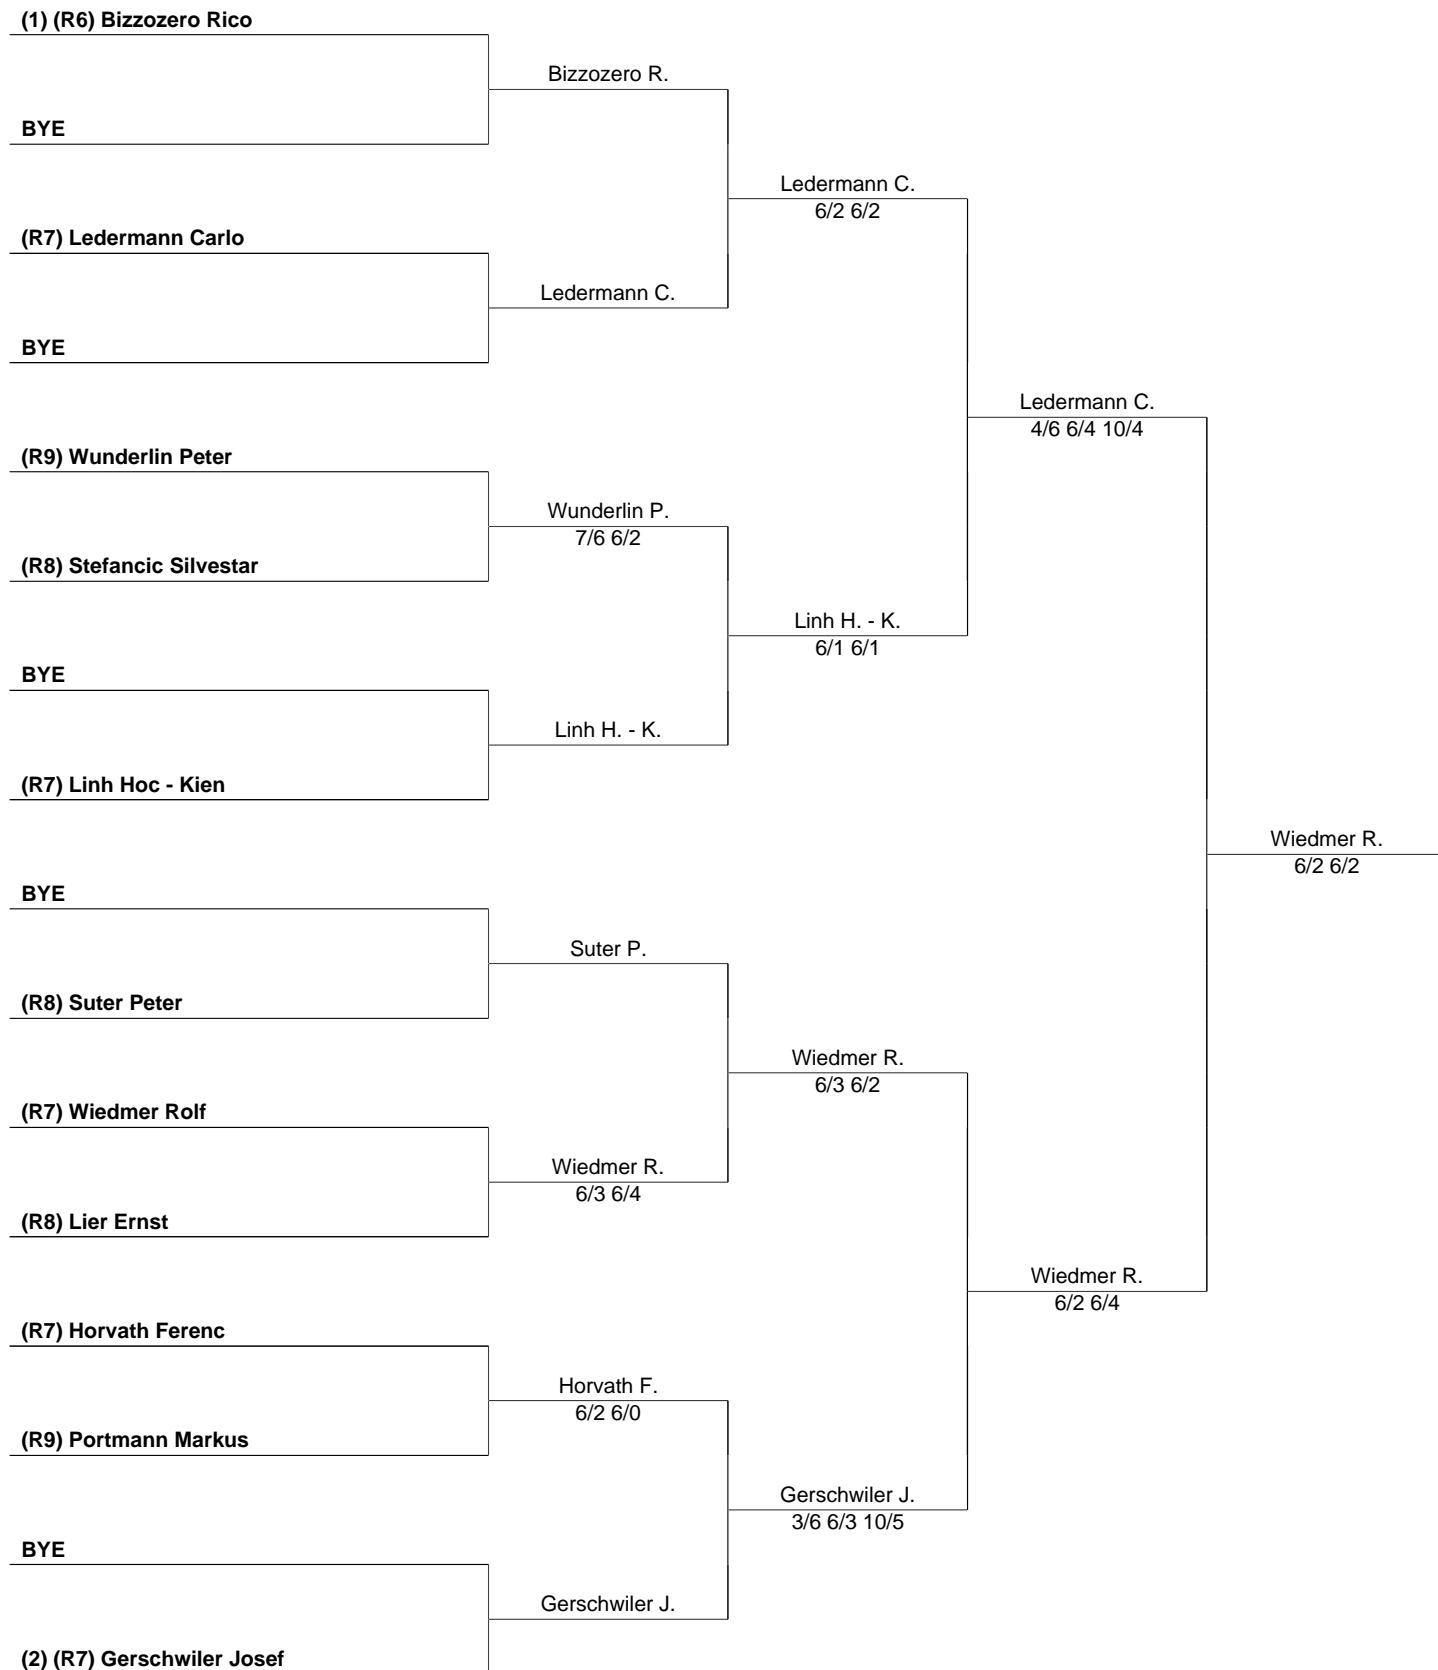 (1) (R6) Bizzozero Rico
Bizzozero R.
BYE
Ledermann C.
6/2 6/2
(R7) Ledermann Carlo
Ledermann C.
BYE
Ledermann C.
4/6 6/4 10/4
(R9) Wunderlin Peter
Wunderlin P.
7/6 6/2
(R8) Stefancic Silvestar
Linh H. - K.
6/1 6/1
BYE
Linh H. - K.
(R7) Linh Hoc - Kien
Wiedmer R.
6/2 6/2
BYE
Suter P.
(R8) Suter Peter
Wiedmer R.
6/3 6/2
(R7) Wiedmer Rolf
Wiedmer R.
6/3 6/4
(R8) Lier Ernst
Wiedmer R.
6/2 6/4
(R7) Horvath Ferenc
Horvath F.
6/2 6/0
(R9) Portmann Markus
Gerschwiler J.
3/6 6/3 10/5
BYE
Gerschwiler J.
(2) (R7) Gerschwiler Josef